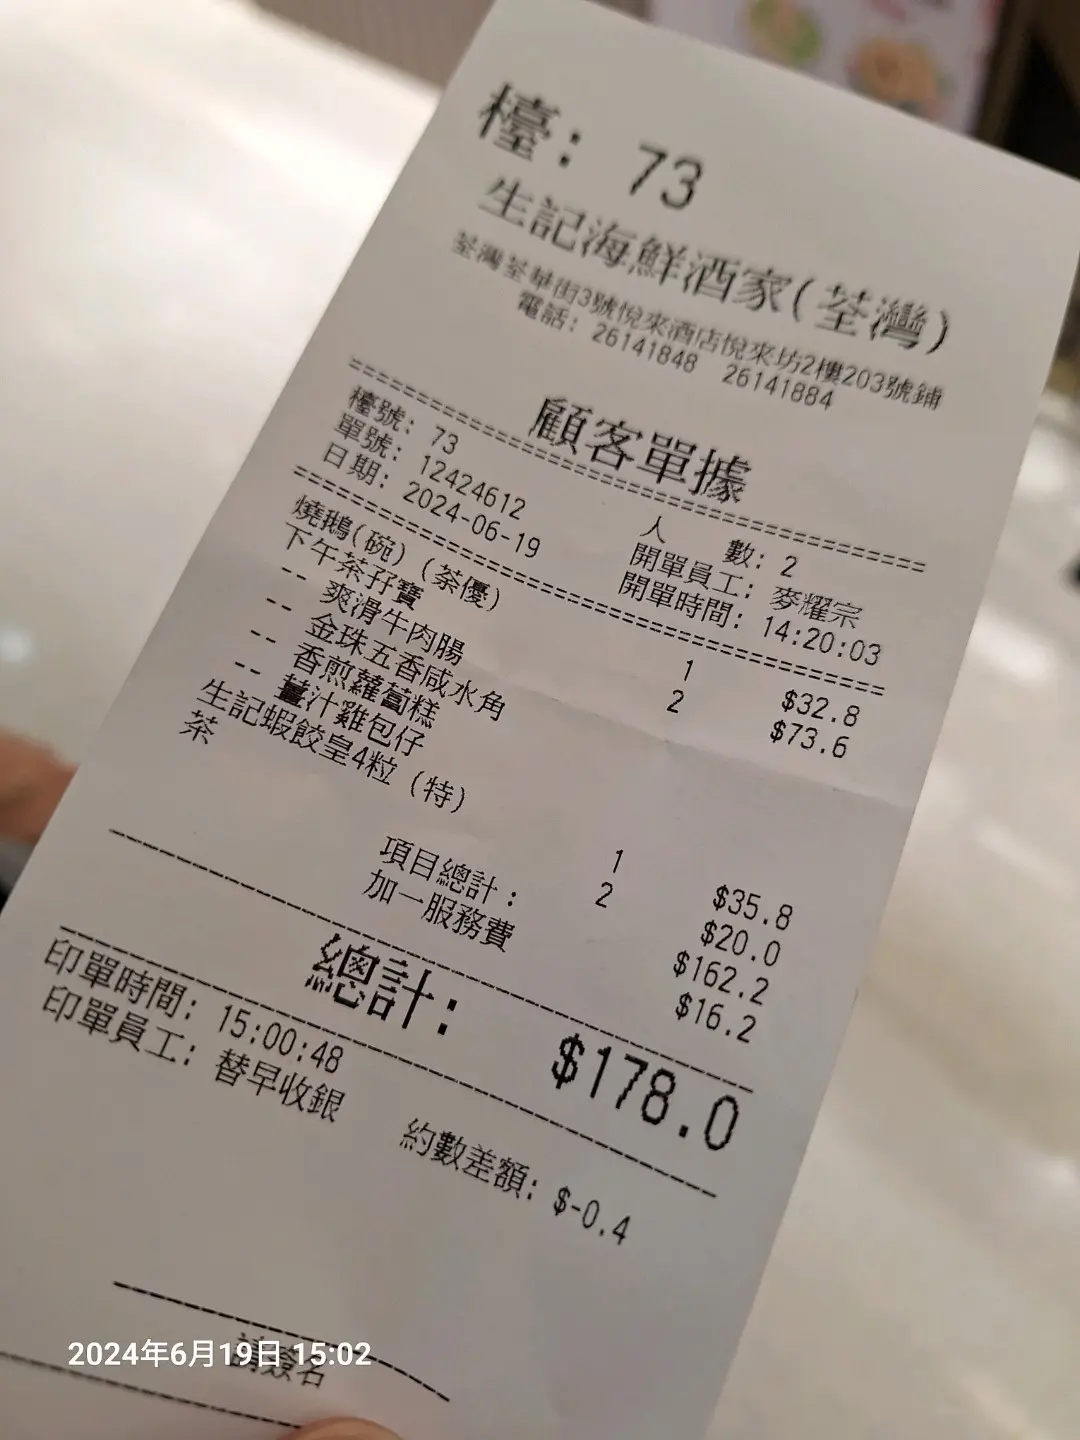 檯: 73
生記海鮮酒家(荃灣)
荃灣荃華街3號悅來酒店悅來坊2樓203號鋪
電話: 26141848 26141884
顧客單據
檯號: 73 人 數: 2
單號: 12424612 開單員工: 麥耀宗
日期: 2024-06-19 開單時間: 14:20:03
燒鵝(碗) (茶優) 1 $32.8
下午茶孖寶 2 $73.6
-- 爽滑牛肉腸
-- 金珠五香咸水角
-- 香煎蘿蔔糕
-- 薑汁雞包仔
生記蝦餃皇4粒 (特) 1 $35.8
茶 2 $20.0
項目總計: $162.2
加一服務費 $16.2
總計: $178.0
印單時間: 15:00:48
印單員工: 替早收銀
約數差額: $-0.4
請簽名
2024年6月19日 15:02